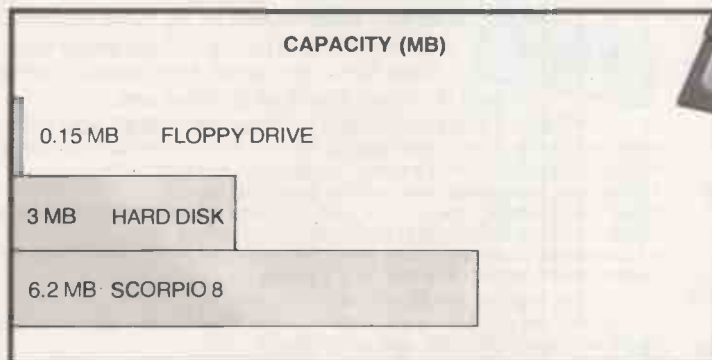 CAPACITY (MB)
0.15 MB FLOPPY DRIVE
3 MB HARD DISK
6.2 MB SCORPIO 8